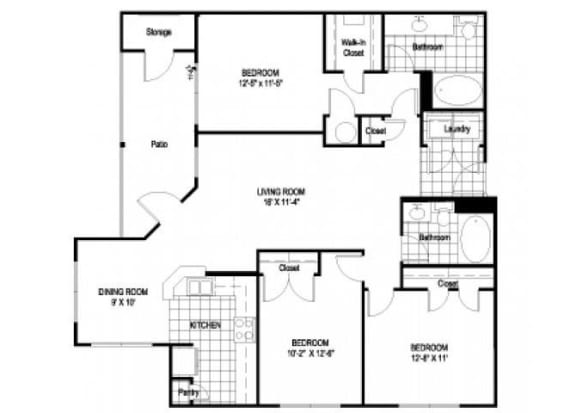 Storage
Walk-In
Closet
Bathroom
BEDROOM
12'-8" x 11'-8"
Closet
Laundry
Patio
LIVING ROOM
16' X 11'-4"
Bathroom
Closet
Closet
DINING ROOM
9' X 10'
KITCHEN
BEDROOM
10'-2" X 12'-6"
BEDROOM
12'-8" X 11'
Pantry